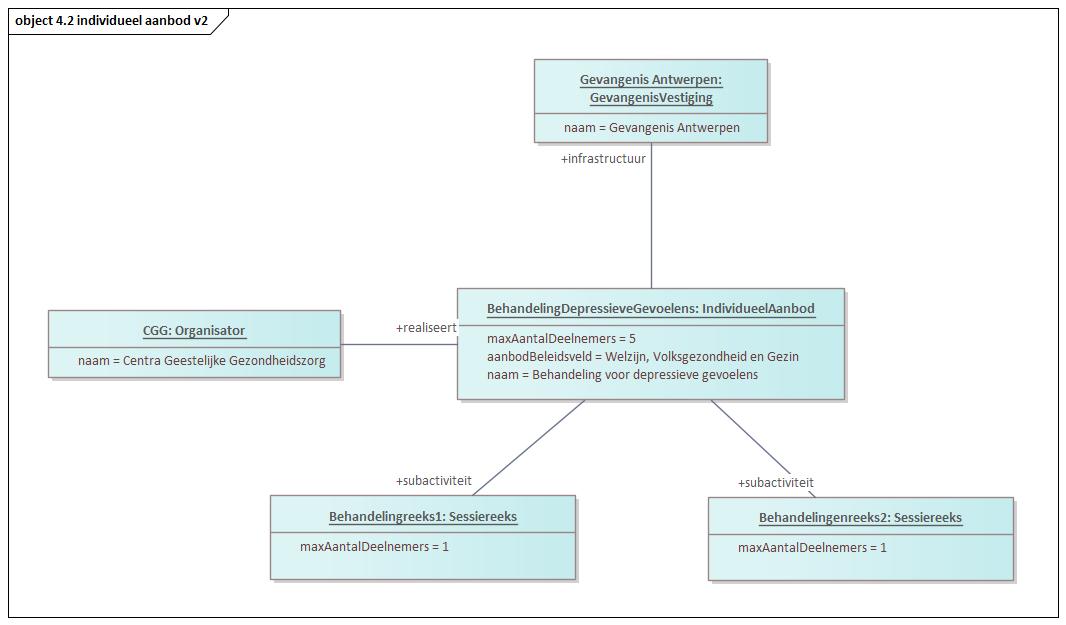 object 4.2 individueel aanbod v2
Gevangenis Antwerpen:
GevangenisVestiging
naam = Gevangenis Antwerpen
+infrastructuur
BehandelingDepressieveGevoelens: IndividueelAanbod
maxAantalDeelnemers = 5
aanbodBeleidsveld = Welzijn, Volksgezondheid en Gezin
naam = Behandeling voor depressieve gevoelens
+realiseert
CGG: Organisator
naam = Centra Geestelijke Gezondheidszorg
+subactiviteit
+subactiviteit
Behandelingreeks1: Sessiereeks
maxAantalDeelnemers = 1
Behandelingenreeks2: Sessiereeks
maxAantalDeelnemers = 1